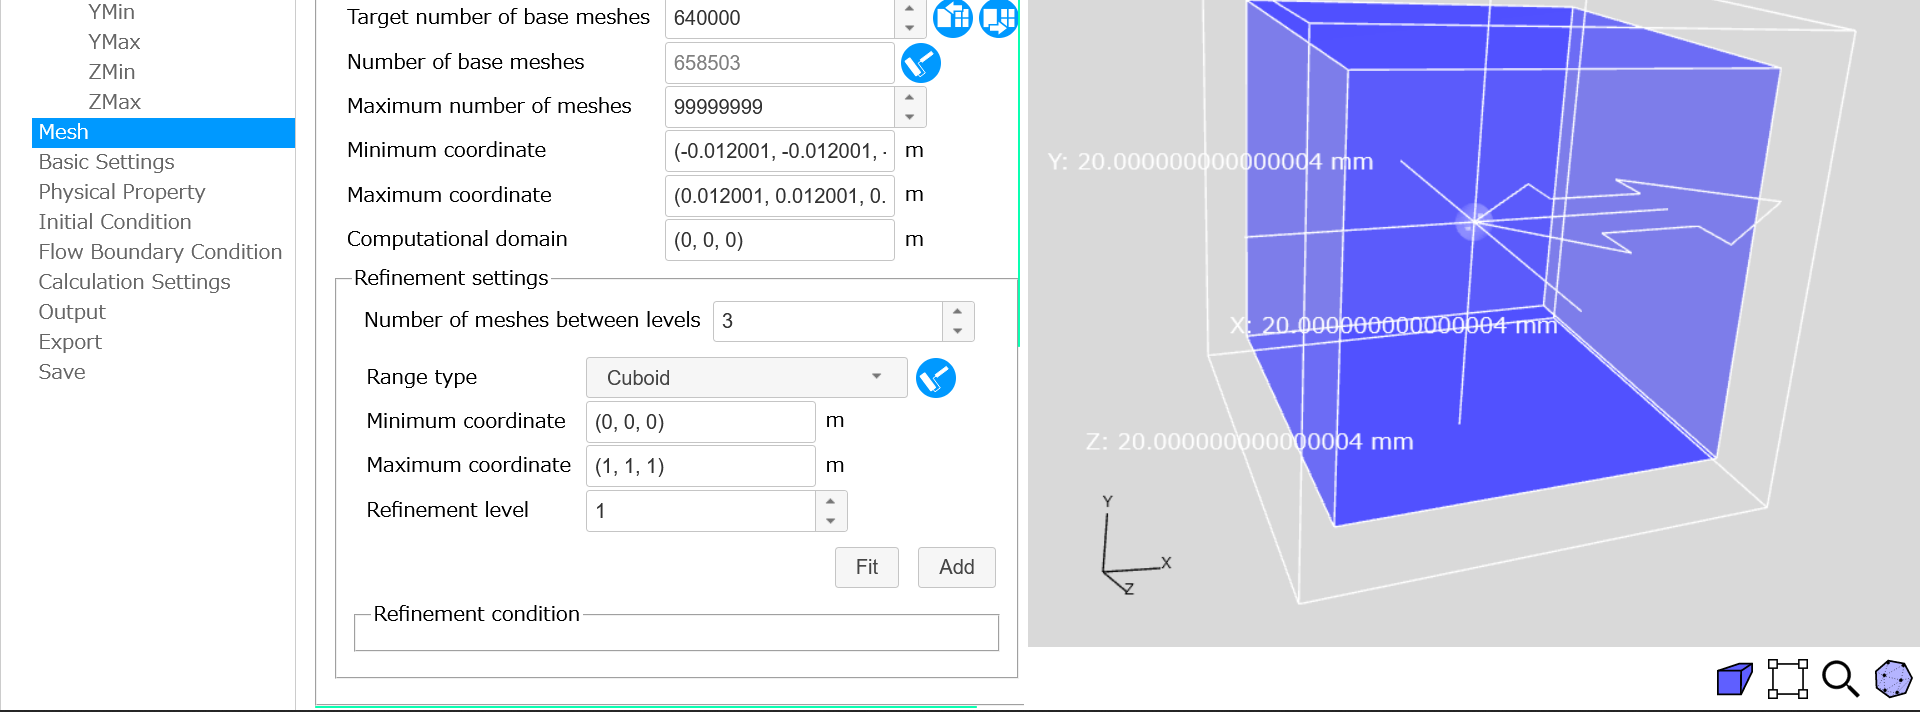 YMin
YMax
ZMin
ZMax
Mesh
Basic Settings
Physical Property
Initial Condition
Flow Boundary Condition
Calculation Settings
Output
Export
Save
Target number of base meshes 640000
Number of base meshes 658503
Maximum number of meshes 99999999
Minimum coordinate (-0.012001, -0.012001, - m
Maximum coordinate (0.012001, 0.012001, 0. m
Computational domain (0, 0, 0) m
Refinement settings
Number of meshes between levels 3
Range type Cuboid
Minimum coordinate (0, 0, 0) m
Maximum coordinate (1, 1, 1) m
Refinement level 1
Fit Add
Refinement condition
Y: 20.000000000000004 mm
X: 20.000000000000004 mm
Z: 20.000000000000004 mm
Y
X
Z